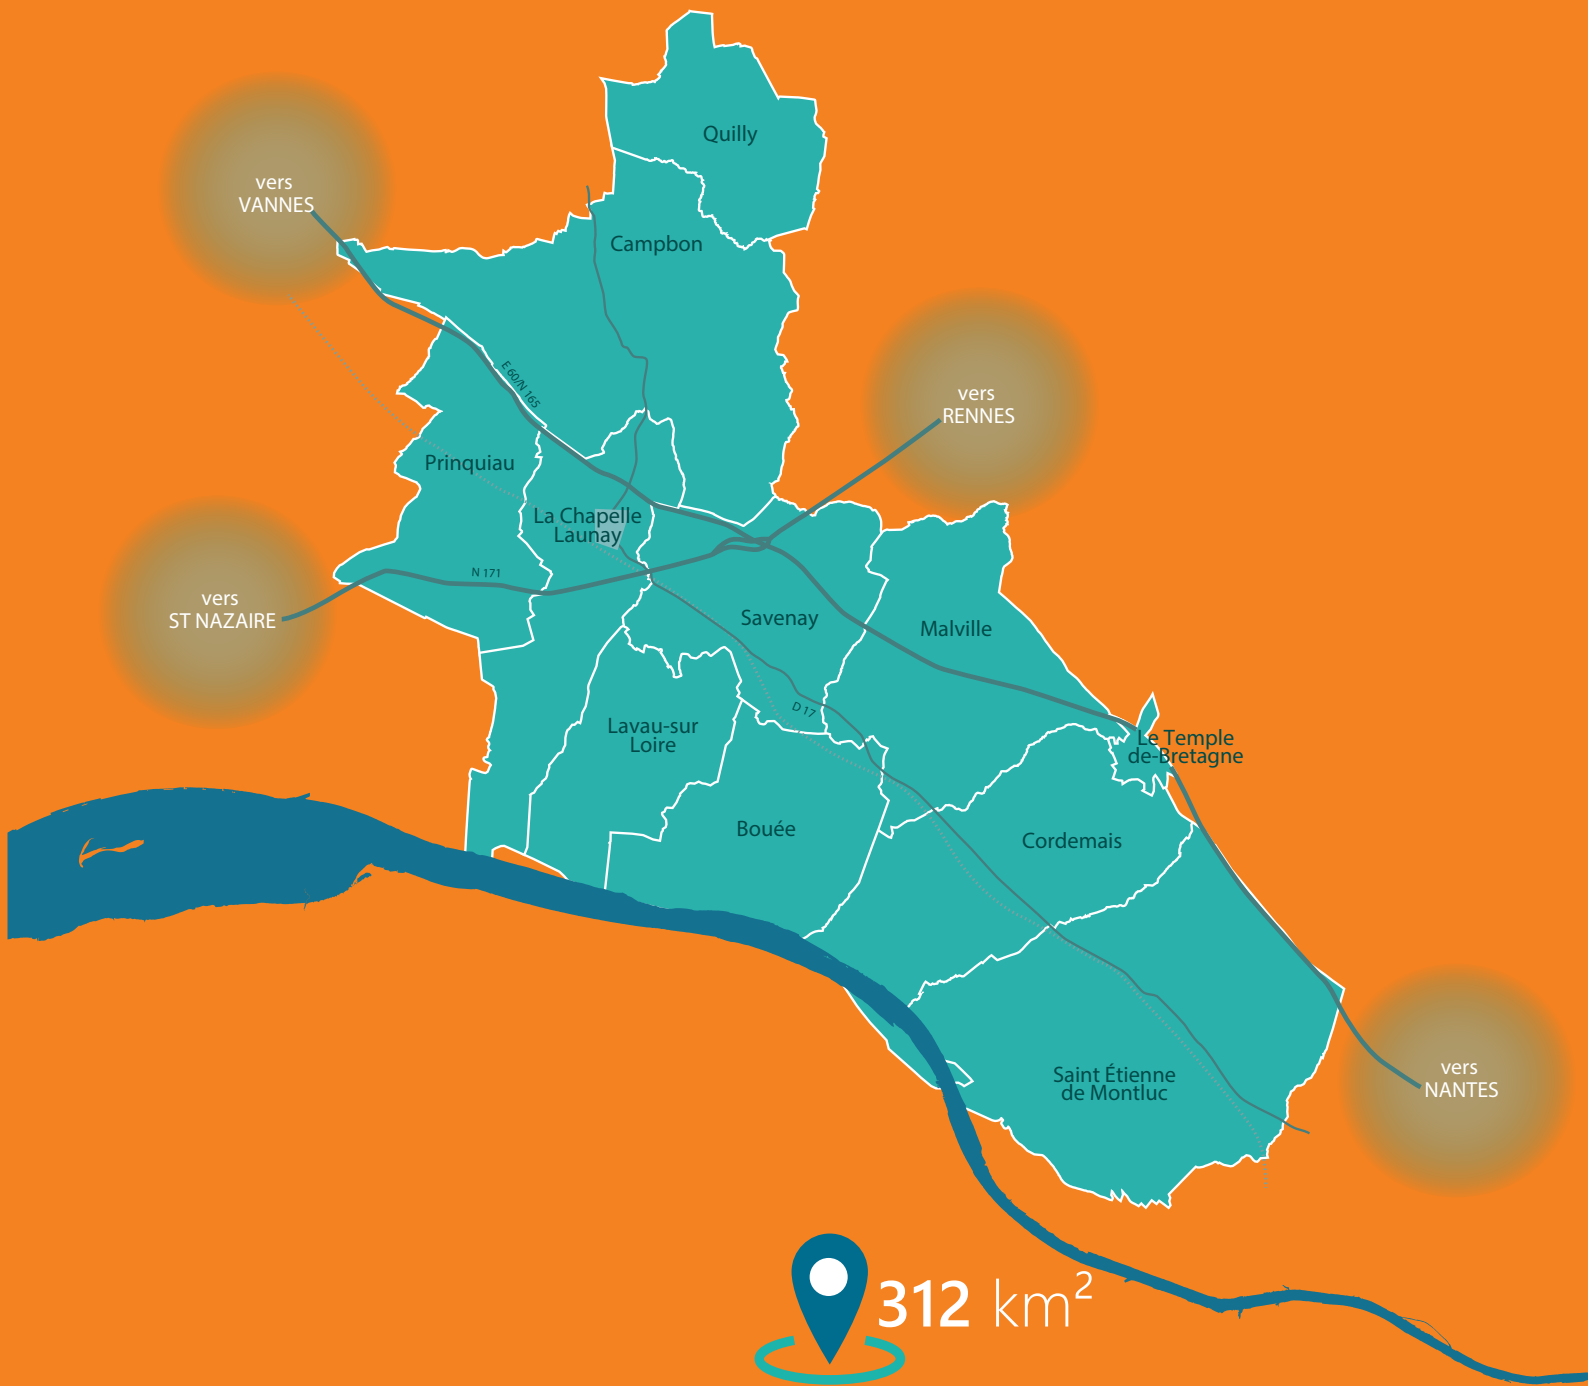 Quilly
vers
VANNES
Campbon
E 60/N 165
vers
RENNES
Prinquiau
La Chapelle
Launay
N 171
vers
ST NAZAIRE
Savenay
Malville
D 17
Lavau-sur
Loire
Le Temple
de-Bretagne
Bouée
Cordemais
Saint Étienne
de Montluc
vers
NANTES
312 km²